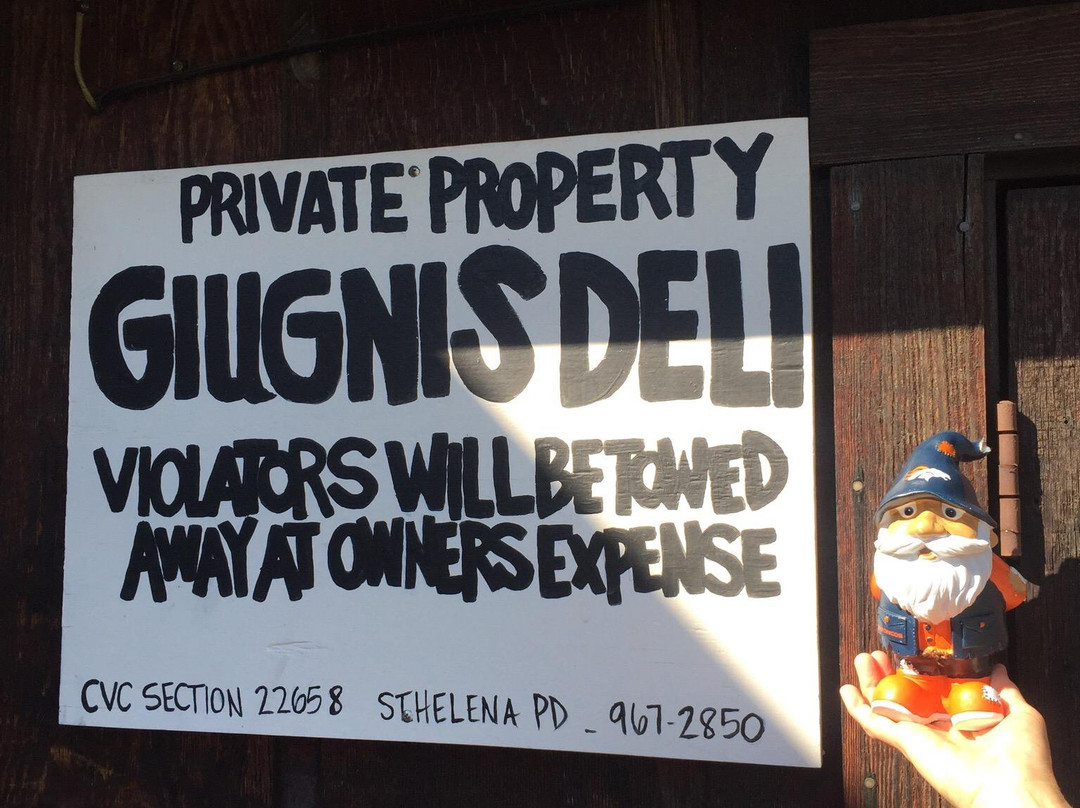 PRIVATE PROPERTY
GIUGNIS DELI
VIOLATORS WILL BE TOWED
AWAY AT OWNERS EXPENSE
CVC SECTION 22658 ST.HELENA PD - 967-2850
BRONCOS